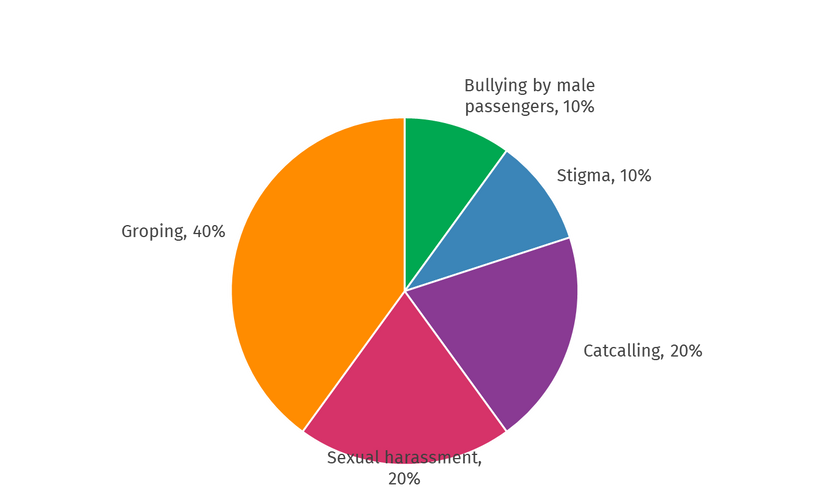 Bullying by male
passengers, 10%
Stigma, 10%
Groping, 40%
Catcalling, 20%
Sexual harassment,
20%